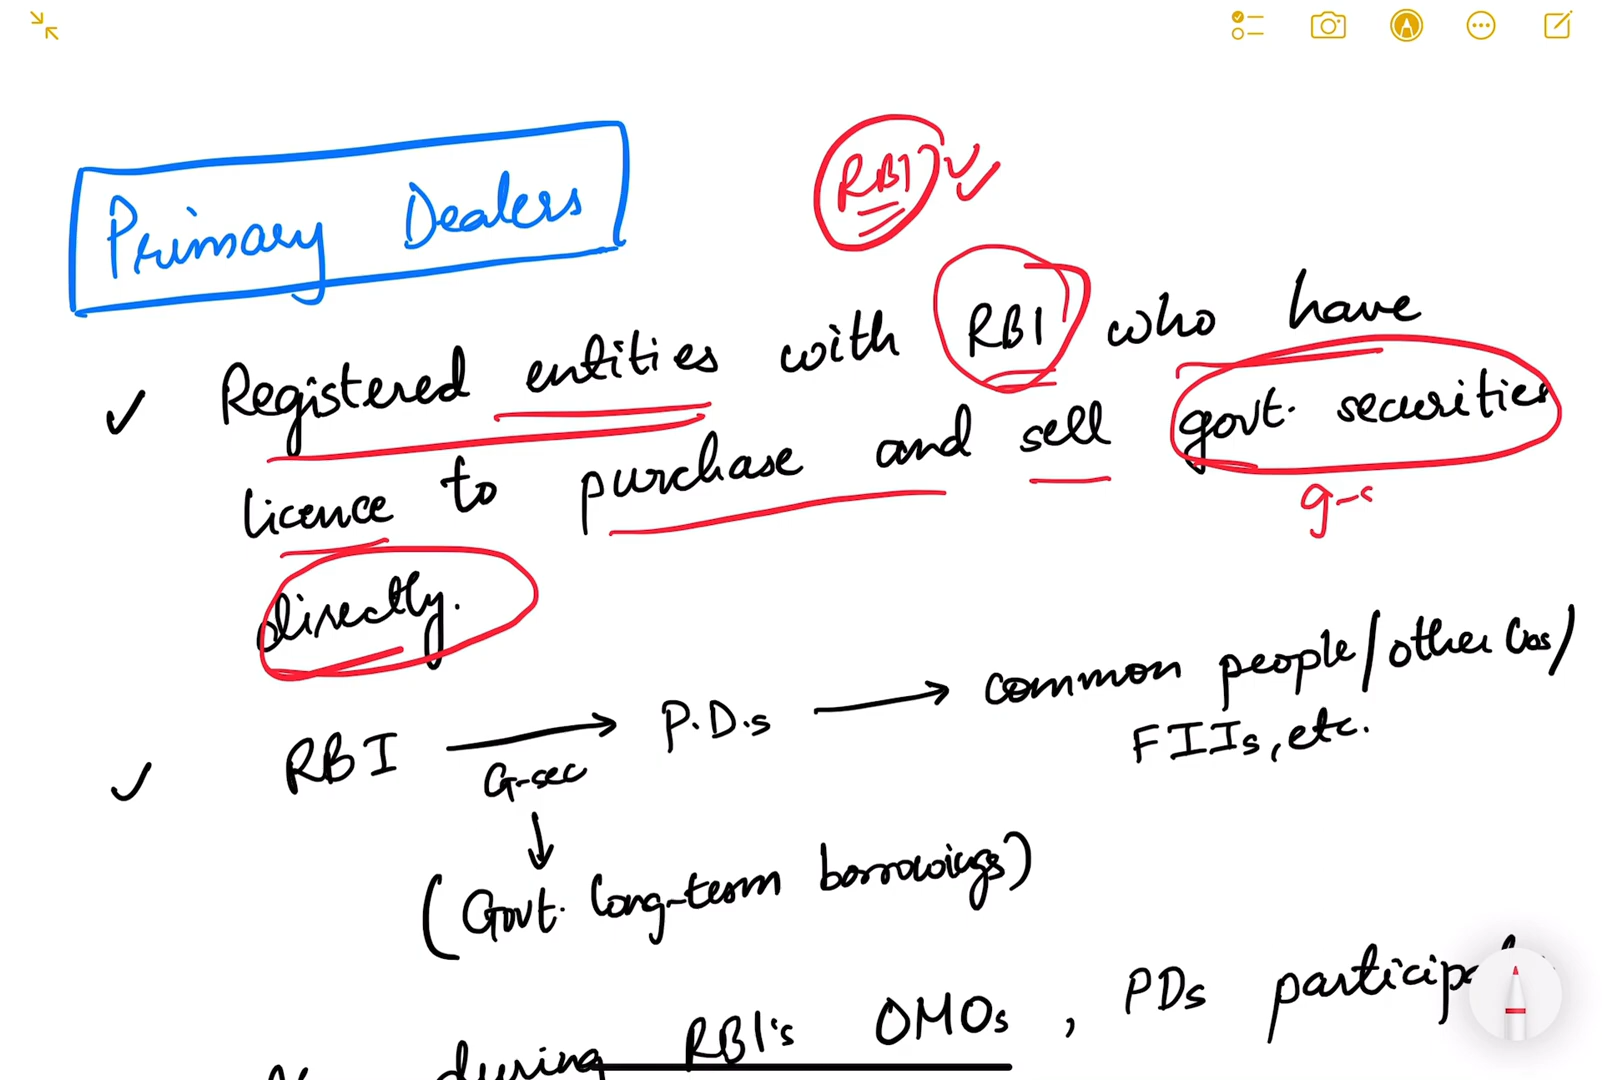 Primary Dealers
RBI
Registered entities with RBI who have
licence to purchase and sell govt. securities
g-s
directly.
RBI → P.D.s → common people/other Cos/
G-sec
FIIs, etc.
(Govt. long-term borrowings)
during RBI's OMOs, PDs